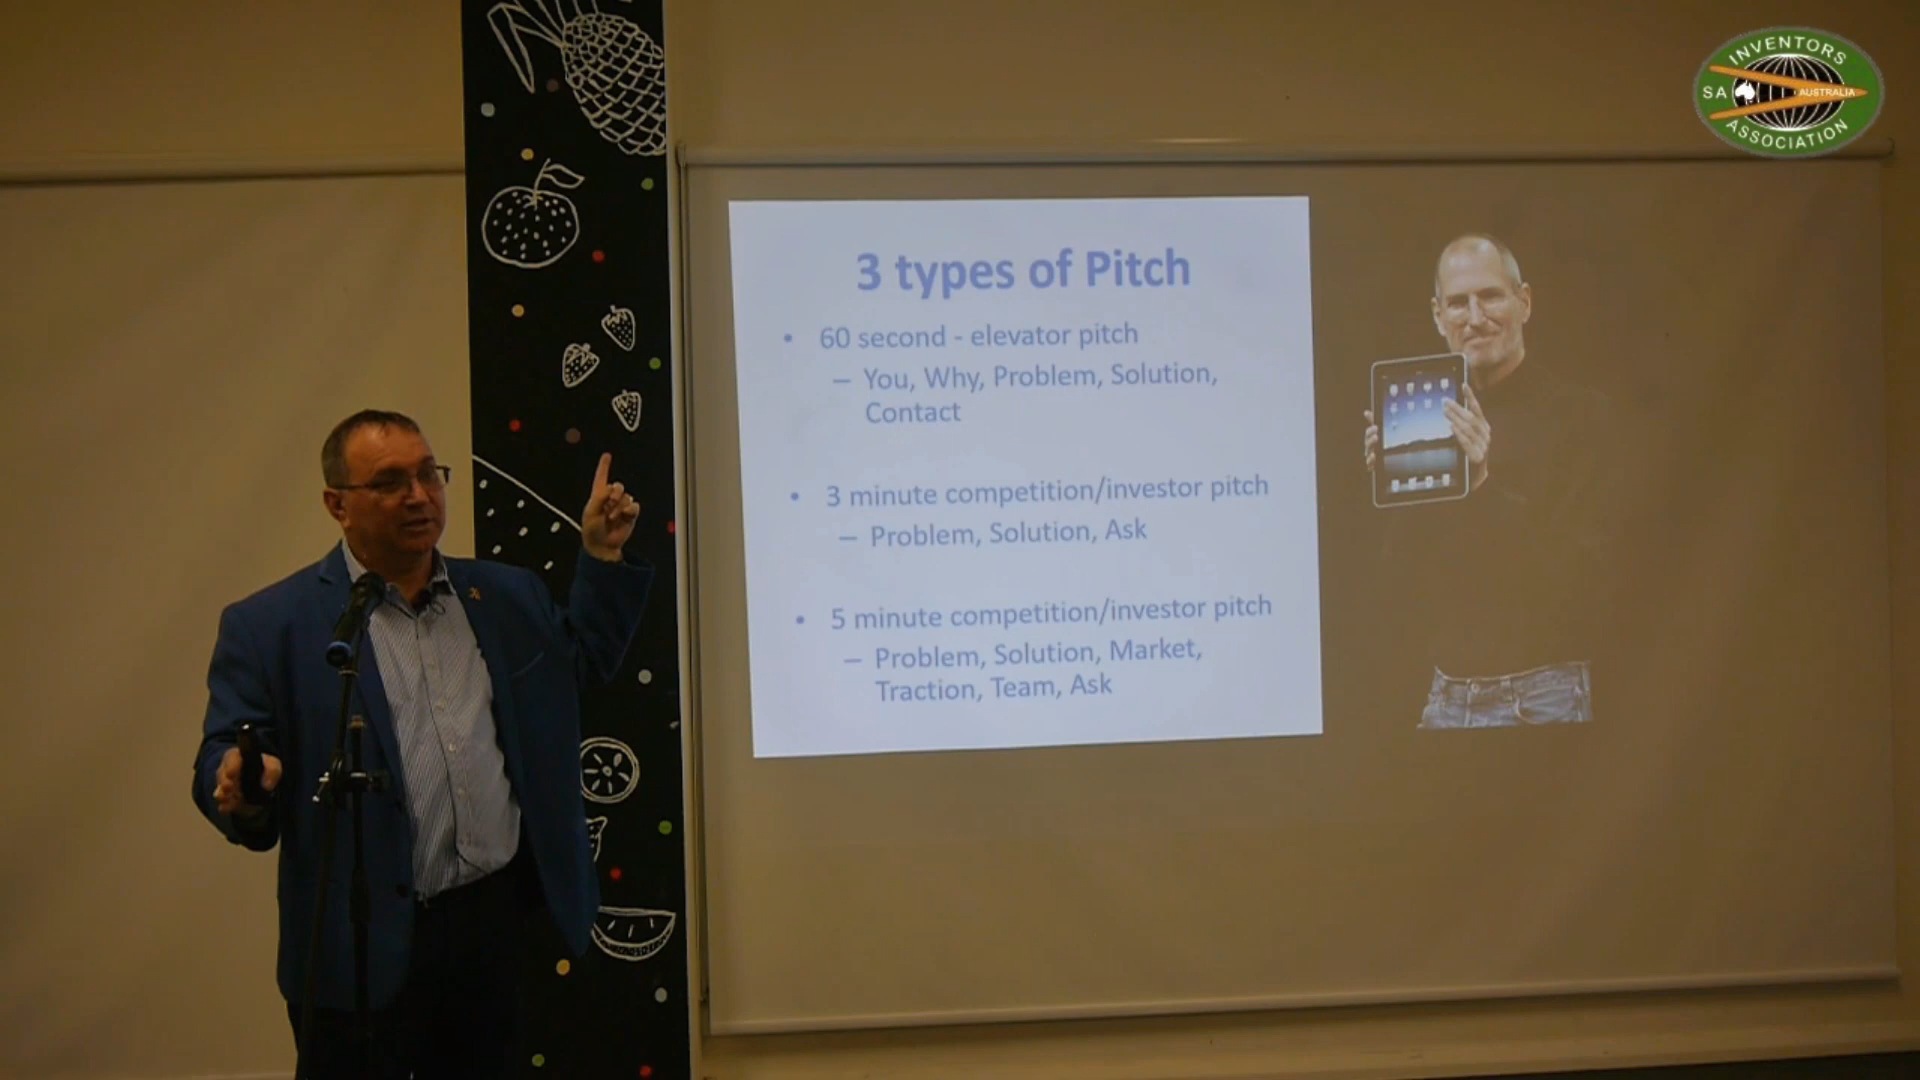 INVENTORS
SA AUSTRALIA
ASSOCIATION
3 types of Pitch
• 60 second - elevator pitch
– You, Why, Problem, Solution,
Contact
• 3 minute competition/investor pitch
– Problem, Solution, Ask
• 5 minute competition/investor pitch
– Problem, Solution, Market,
Traction, Team, Ask